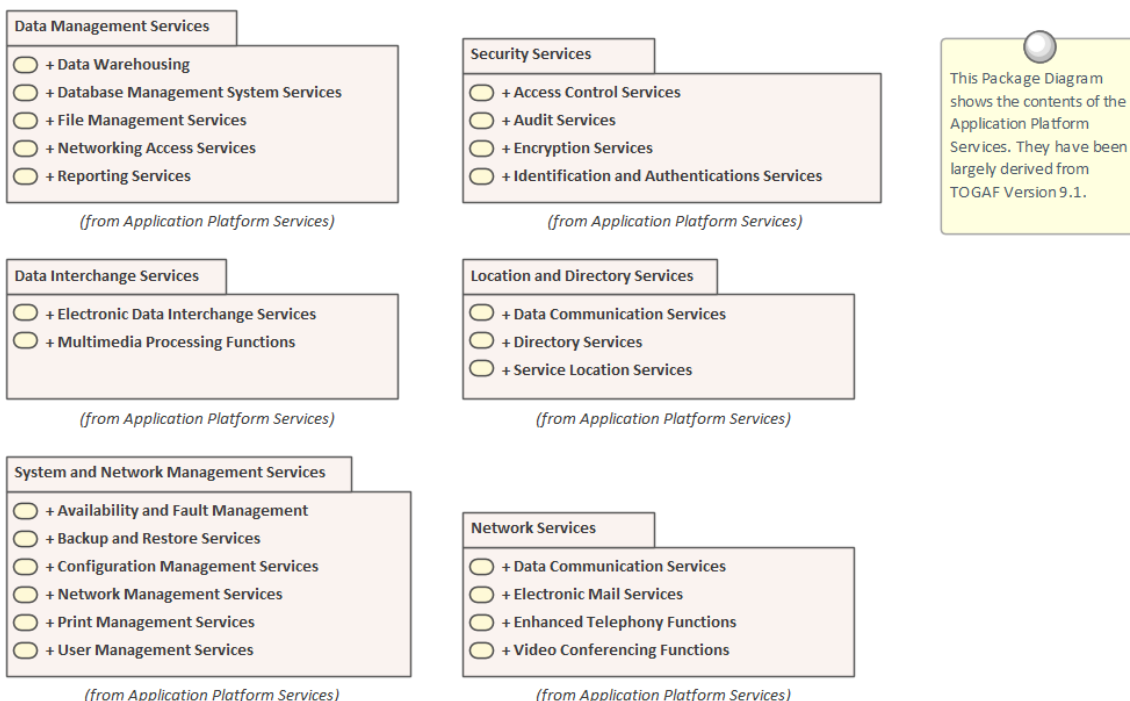 Data Management Services
+ Data Warehousing
+ Database Management System Services
+ File Management Services
+ Networking Access Services
+ Reporting Services
(from Application Platform Services)
Security Services
+ Access Control Services
+ Audit Services
+ Encryption Services
+ Identification and Authentications Services
(from Application Platform Services)
This Package Diagram
shows the contents of the
Application Platform
Services. They have been
largely derived from
TOGAF Version 9.1.
Data Interchange Services
+ Electronic Data Interchange Services
+ Multimedia Processing Functions
(from Application Platform Services)
Location and Directory Services
+ Data Communication Services
+ Directory Services
+ Service Location Services
(from Application Platform Services)
System and Network Management Services
+ Availability and Fault Management
+ Backup and Restore Services
+ Configuration Management Services
+ Network Management Services
+ Print Management Services
+ User Management Services
(from Application Platform Services)
Network Services
+ Data Communication Services
+ Electronic Mail Services
+ Enhanced Telephony Functions
+ Video Conferencing Functions
(from Application Platform Services)